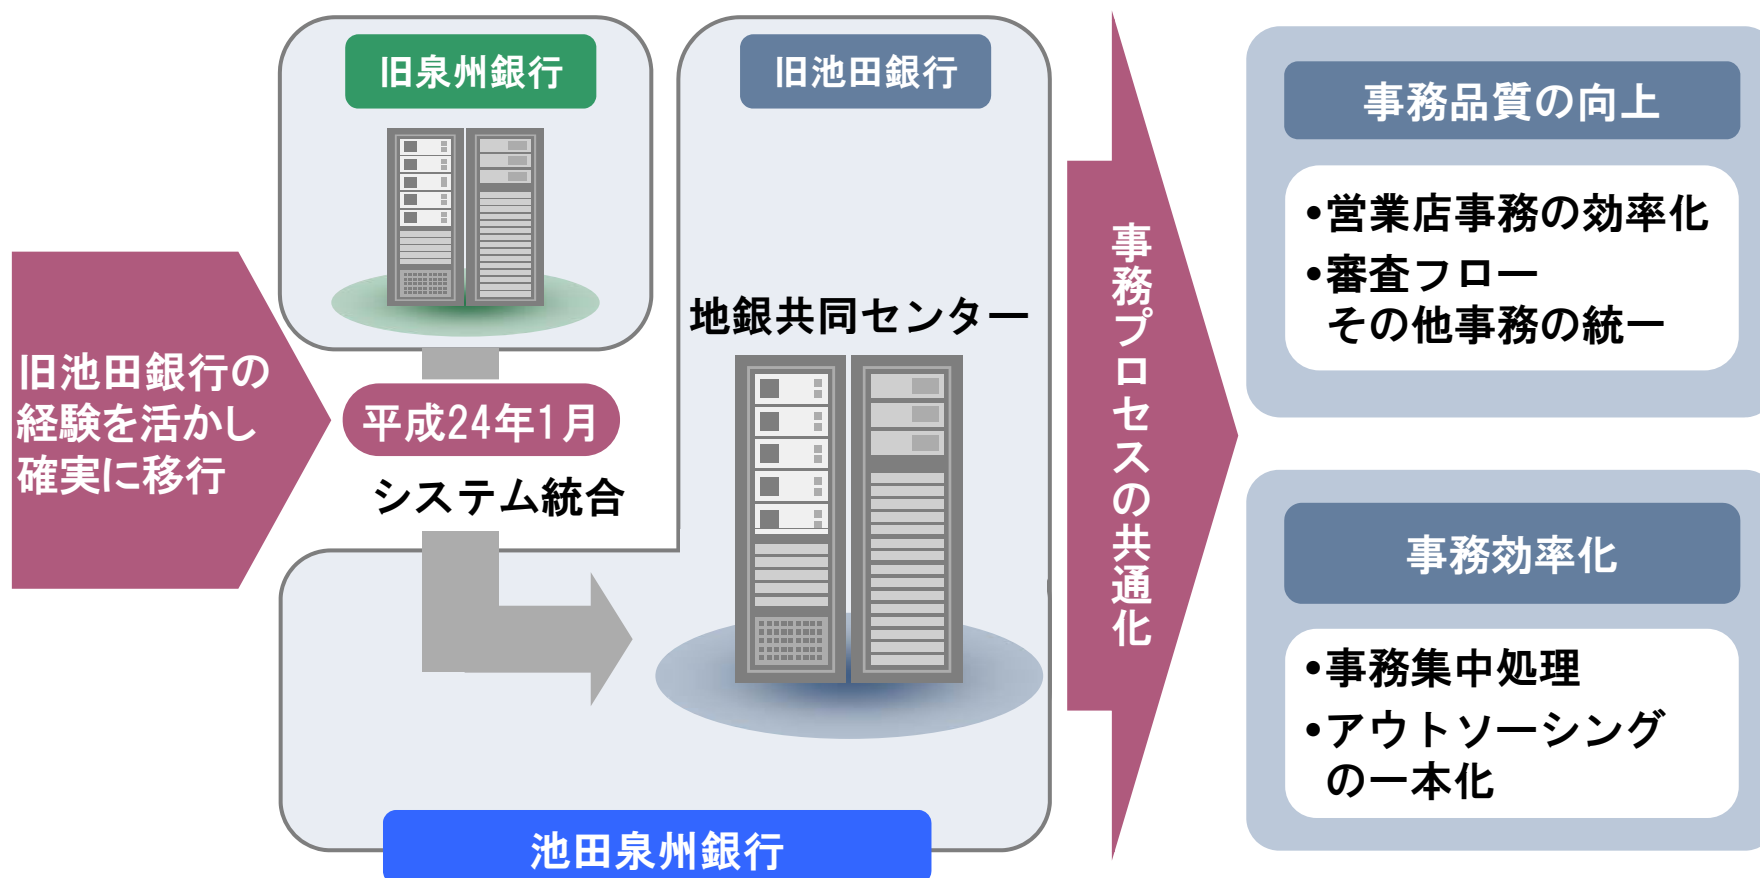 旧泉州銀行
旧池田銀行
地銀共同センター
旧池田銀行の
経験を活かし
確実に移行
平成24年1月
システム統合
池田泉州銀行
事務プロセスの共通化
事務品質の向上
•営業店事務の効率化
•審査フロー
その他事務の統一
事務効率化
•事務集中処理
•アウトソーシング
の一本化